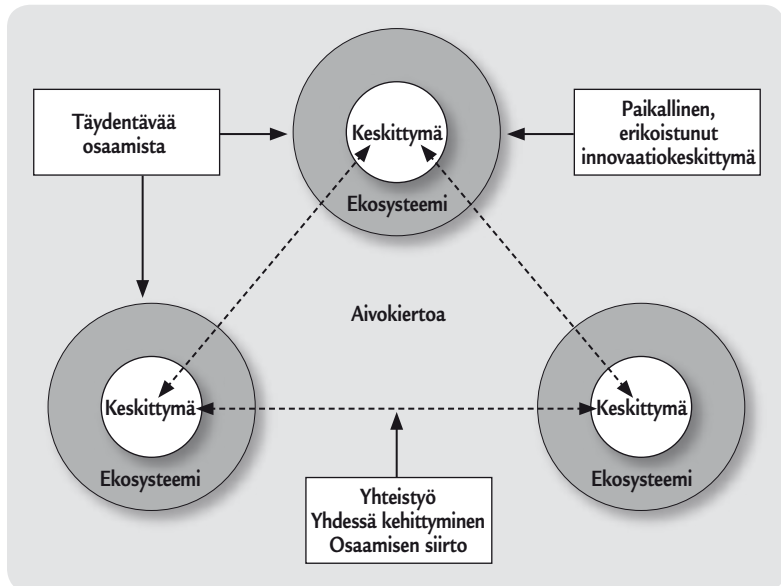 Täydentävää
osaamista
Keskittymä
Ekosysteemi
Paikallinen,
erikoistunut
innovaatiokeskittymä
Aivokiertoa
Keskittymä
Ekosysteemi
Keskittymä
Ekosysteemi
Yhteistyö
Yhdessä kehittyminen
Osaamisen siirto